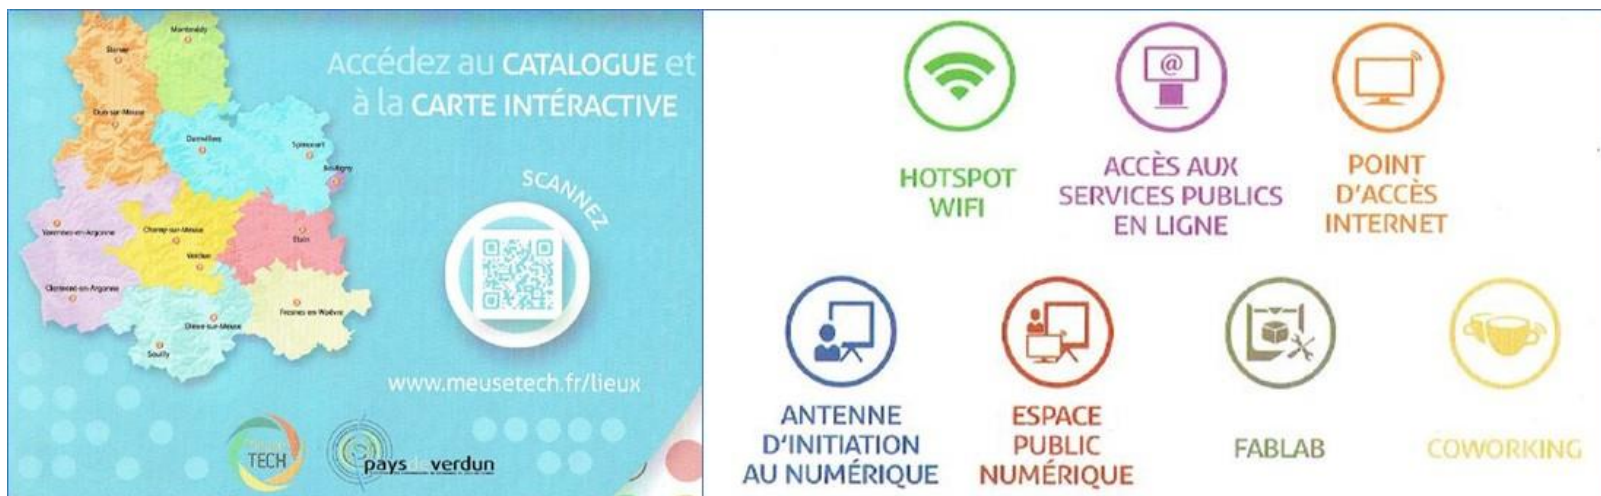 Accédez au CATALOGUE et
à la CARTE INTÉRACTIVE
SCANNEZ
www.meusetech.fr/lieux
Montmédy
Stenay
Dun-sur-Meuse
Damvillers
Spincourt
Bouligny
Varennes-en-Argonne
Champ-sur-Meuse
Etain
Verdun
Clermont-en-Argonne
Fresnes-en-Woëvre
Dieue-sur-Meuse
Souilly
TECH
pays de verdun
HOTSPOT
WIFI
ACCÈS AUX
SERVICES PUBLICS
EN LIGNE
POINT
D'ACCÈS
INTERNET
ANTENNE
D'INITIATION
AU NUMÉRIQUE
ESPACE
PUBLIC
NUMÉRIQUE
FABLAB
COWORKING